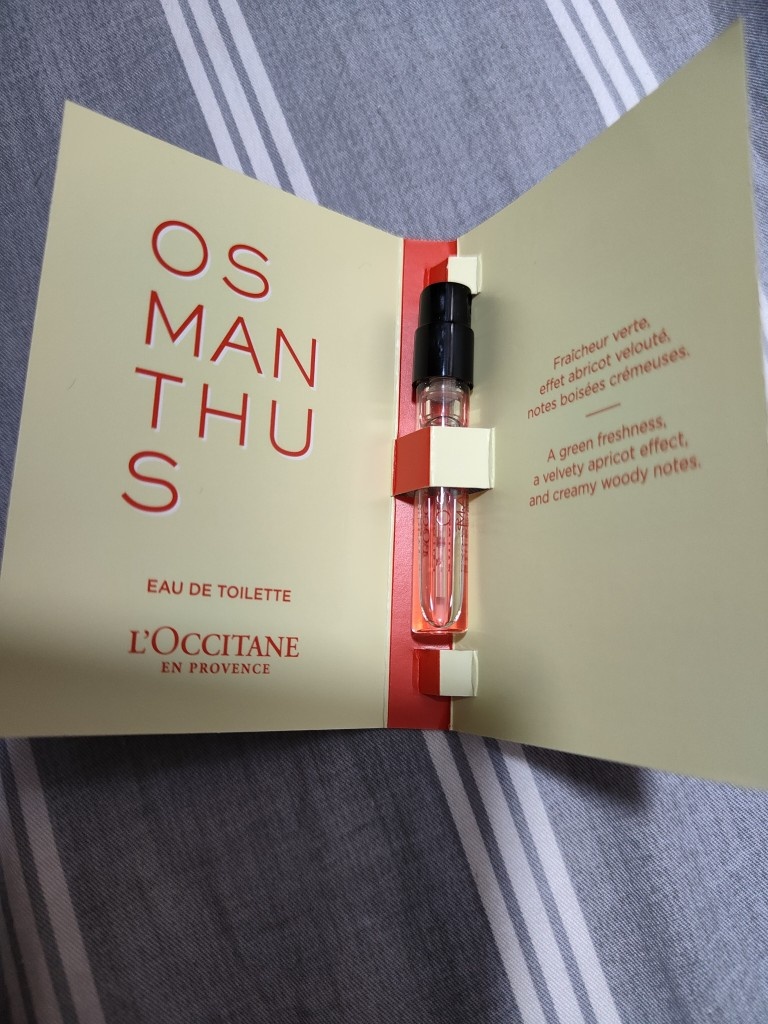 OS
MAN
THU
S
EAU DE TOILETTE
L'OCCITANE
EN PROVENCE
Fraîcheur verte,
effet abricot velouté,
notes boisées crémeuses.
A green freshness,
a velvety apricot effect,
and creamy woody notes.